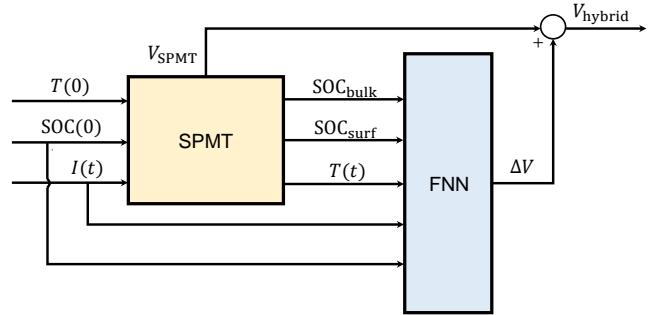 V_hybrid
V_SPMT
+
T(0)
SOC_bulk
SOC(0)
SPMT
SOC_surf
I(t)
T(t)
FNN
ΔV